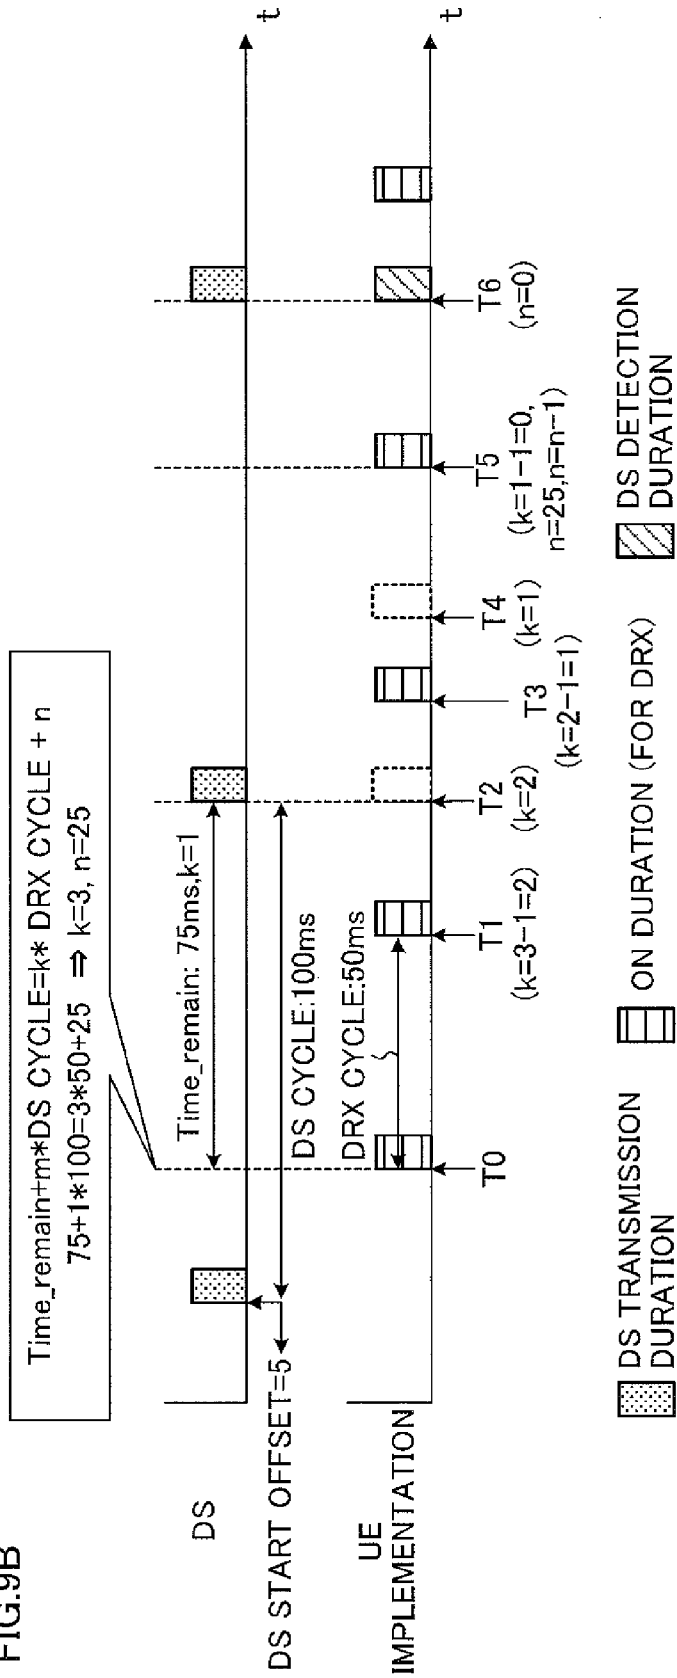 FIG.9B
Time_remain+m*DS CYCLE=k* DRX CYCLE + n
75+1*100=3*50+25 ⇒ k=3, n=25
DS
t
Time_remain: 75ms,k=1
DS START OFFSET=5
DS CYCLE:100ms
DRX CYCLE:50ms
UE
IMPLEMENTATION
t
T0
T1
(k=3-1=2)
T2
(k=2)
T3
(k=2-1=1)
T4
(k=1)
T5
(k=1-1=0,
n=25,n=n-1)
T6
(n=0)
DS TRANSMISSION
DURATION
ON DURATION (FOR DRX)
DS DETECTION
DURATION